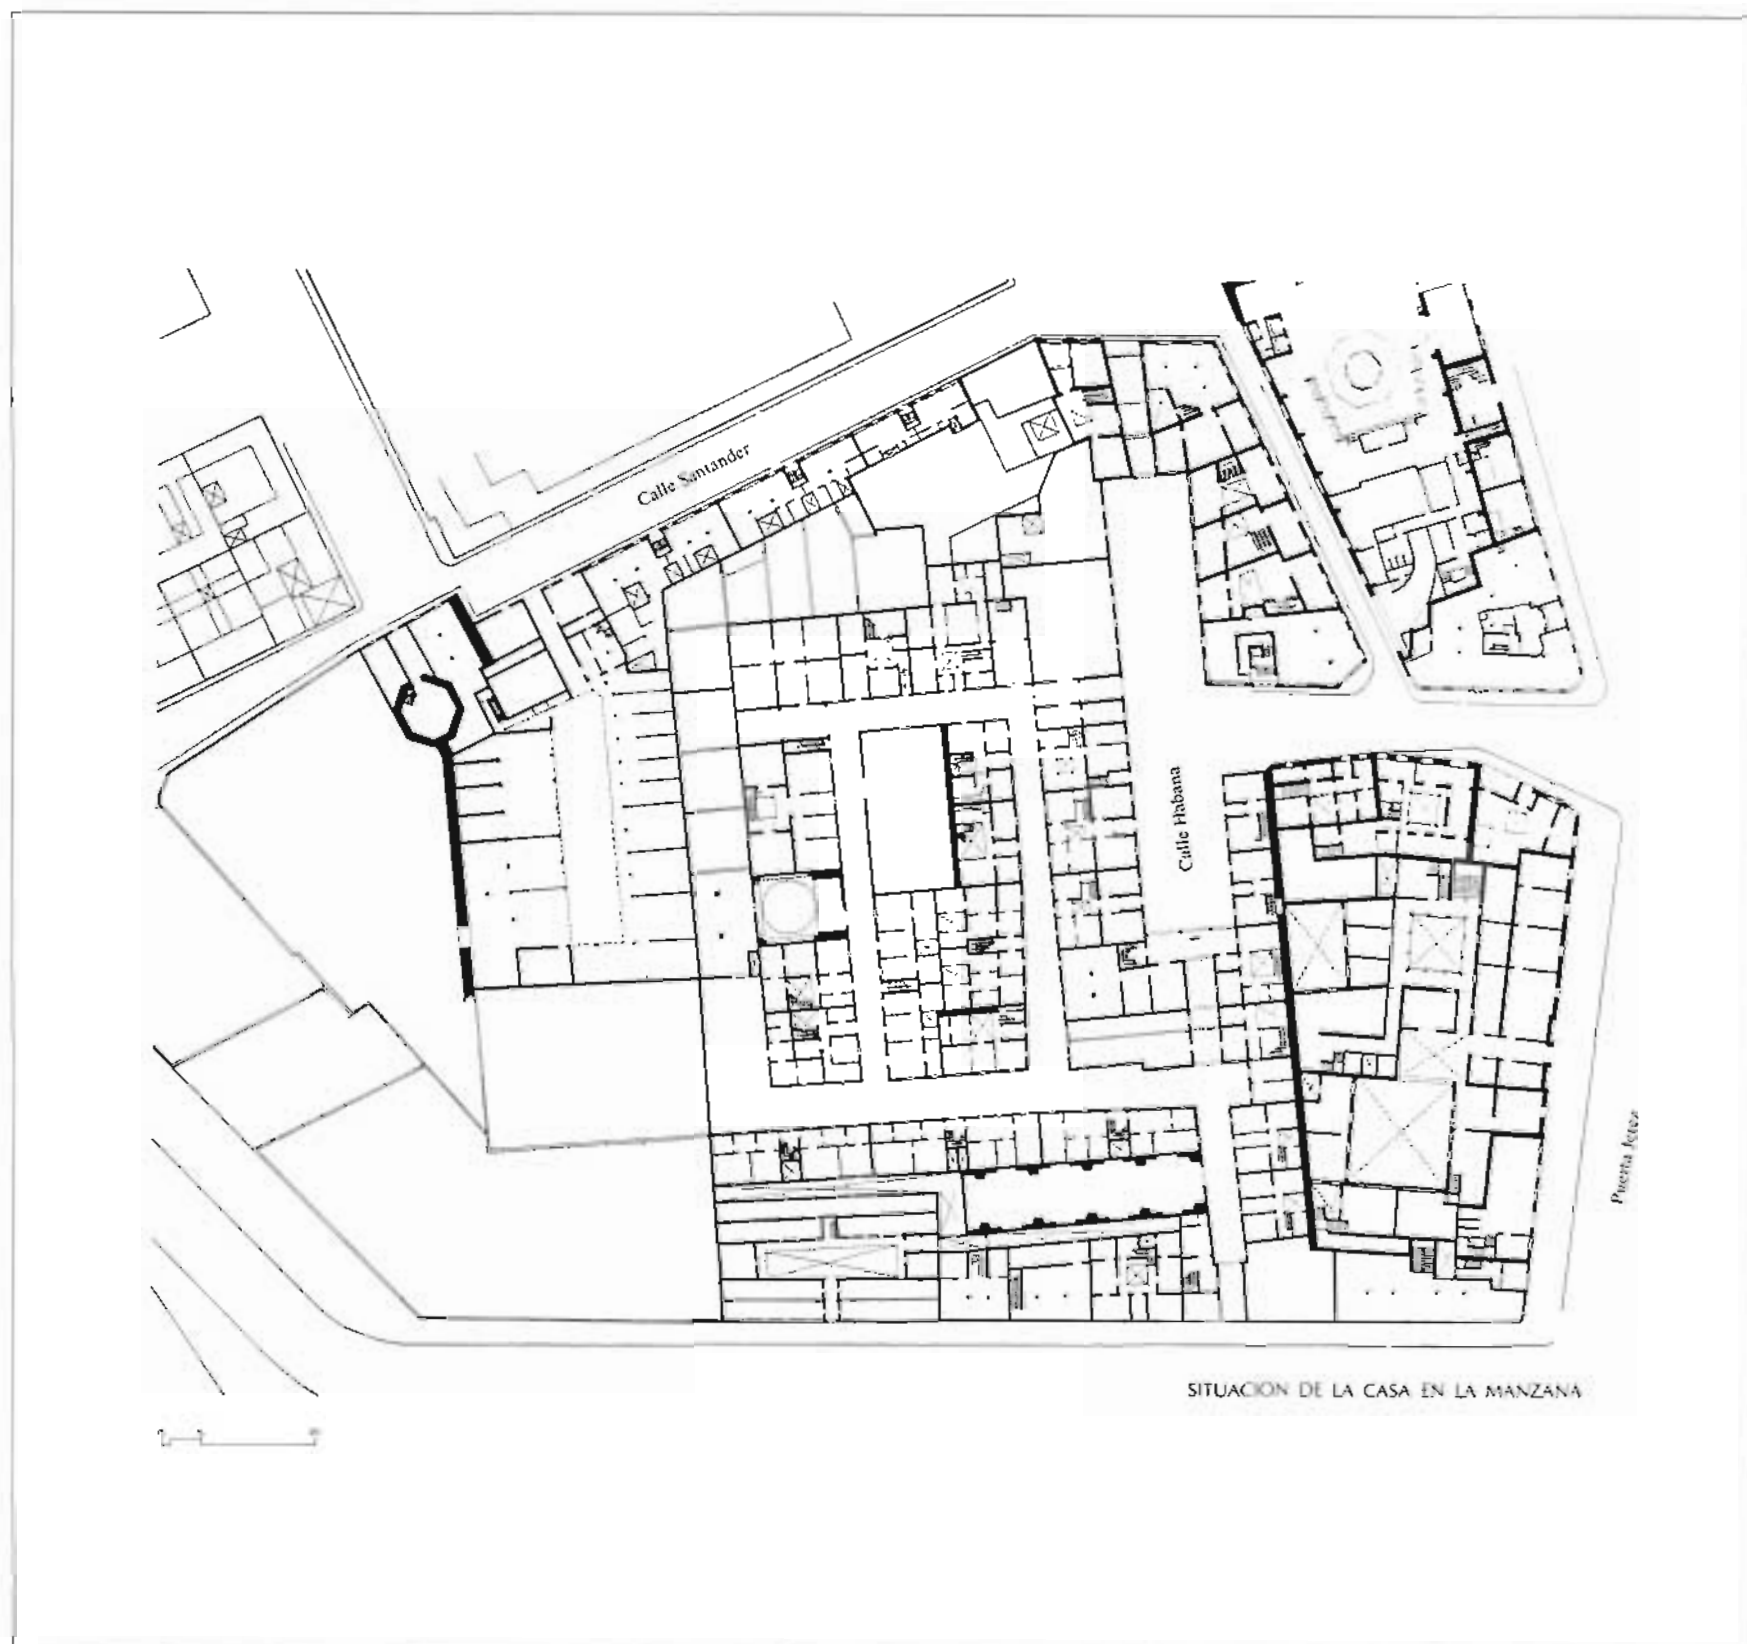 Calle Santander
Calle Habana
Puerta Jerez
SITUACION DE LA CASA EN LA MANZANA